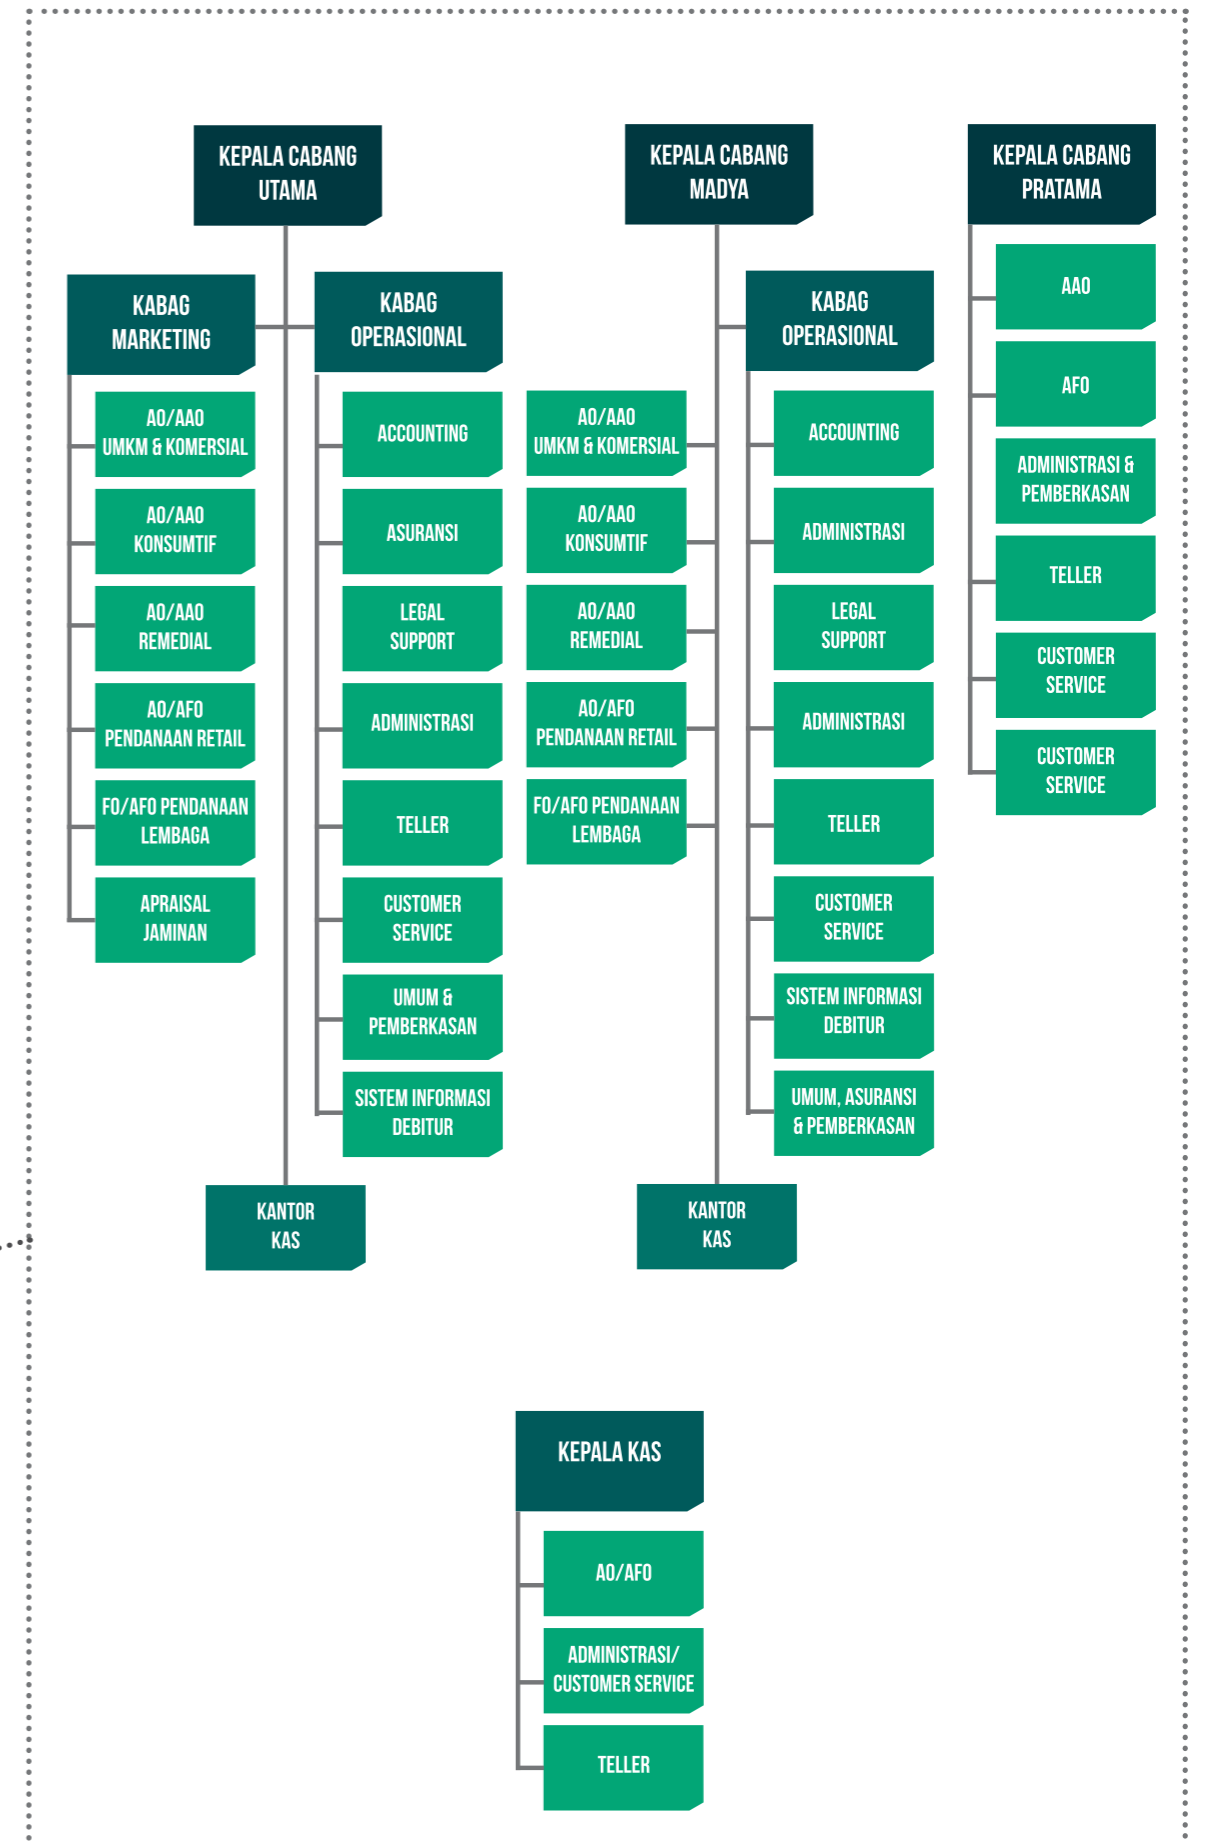 KEPALA CABANG
UTAMA
KABAG
MARKETING
AO/AAO
UMKM & KOMERSIAL
AO/AAO
KONSUMTIF
AO/AAO
REMEDIAL
AO/AFO
PENDANAAN RETAIL
FO/AFO PENDANAAN
LEMBAGA
APRAISAL
JAMINAN
KABAG
OPERASIONAL
ACCOUNTING
ASURANSI
LEGAL
SUPPORT
ADMINISTRASI
TELLER
CUSTOMER
SERVICE
UMUM &
PEMBERKASAN
SISTEM INFORMASI
DEBITUR
KANTOR
KAS
KEPALA CABANG
MADYA
AO/AAO
UMKM & KOMERSIAL
AO/AAO
KONSUMTIF
AO/AAO
REMEDIAL
AO/AFO
PENDANAAN RETAIL
FO/AFO PENDANAAN
LEMBAGA
KABAG
OPERASIONAL
ACCOUNTING
ADMINISTRASI
LEGAL
SUPPORT
ADMINISTRASI
TELLER
CUSTOMER
SERVICE
SISTEM INFORMASI
DEBITUR
UMUM, ASURANSI
& PEMBERKASAN
KANTOR
KAS
KEPALA CABANG
PRATAMA
AAO
AFO
ADMINISTRASI &
PEMBERKASAN
TELLER
CUSTOMER
SERVICE
CUSTOMER
SERVICE
KEPALA KAS
AO/AFO
ADMINISTRASI/
CUSTOMER SERVICE
TELLER